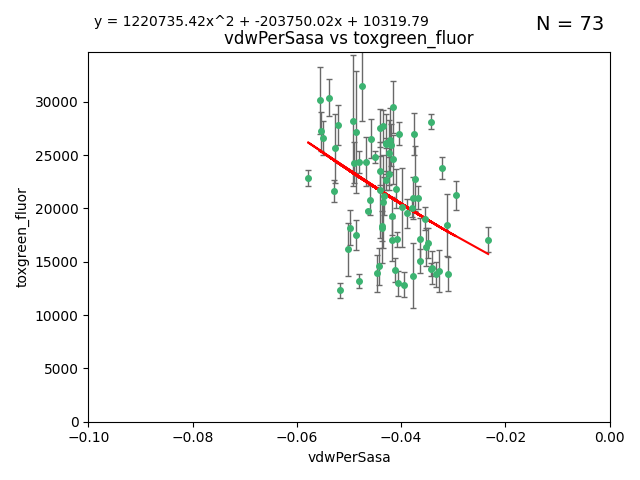 y = 1220735.42x^2 + -203750.02x + 10319.79
N = 73
vdwPerSasa vs toxgreen_fluor
toxgreen_fluor
30000
25000
20000
15000
10000
5000
0
−0.10
−0.08
−0.06
−0.04
−0.02
0.00
vdwPerSasa